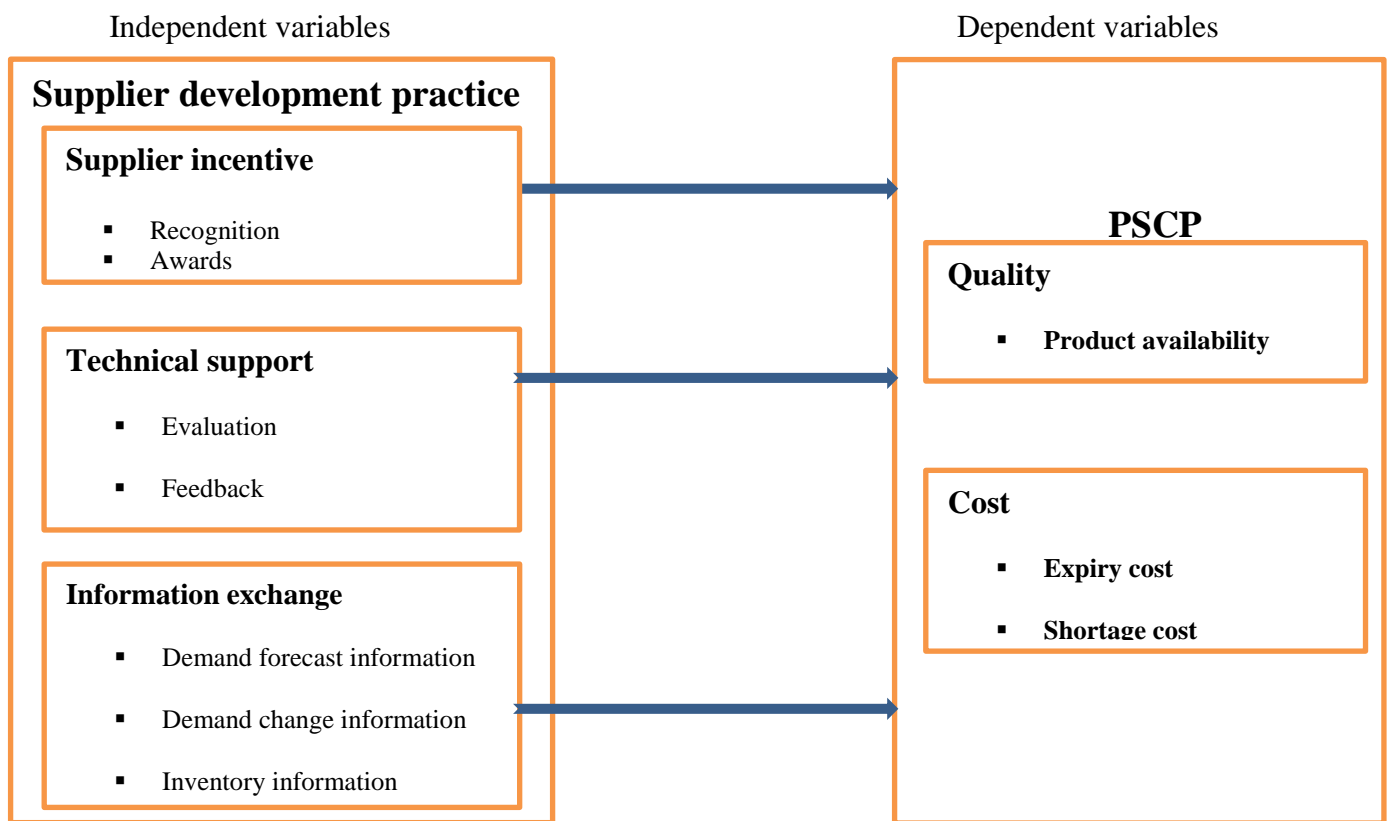 Independent variables
Supplier development practice
Supplier incentive
▪ Recognition
▪ Awards
Technical support
▪ Evaluation
▪ Feedback
Information exchange
▪ Demand forecast information
▪ Demand change information
▪ Inventory information
Dependent variables
PSCP
Quality
▪ Product availability
Cost
▪ Expiry cost
▪ Shortage cost